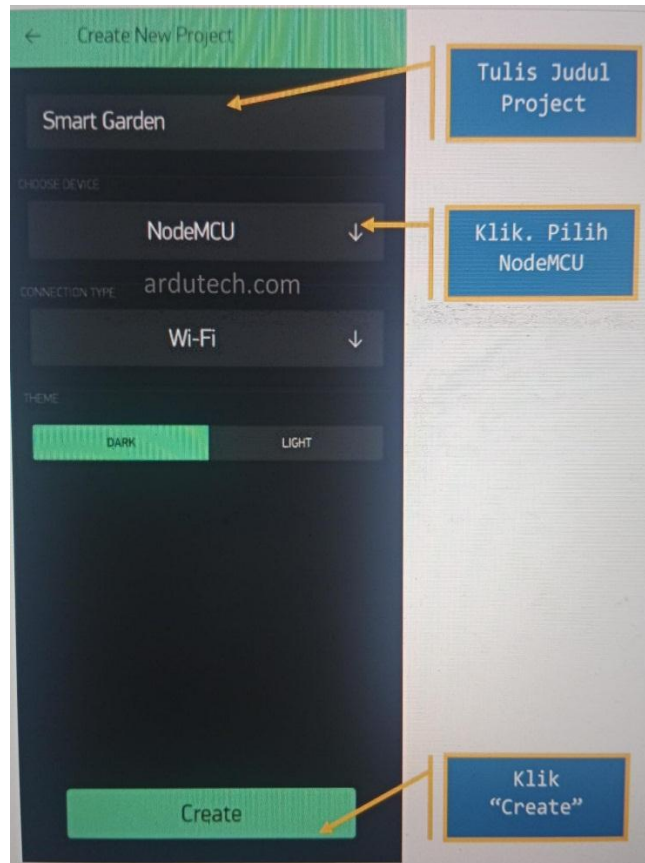 ← Create New Project
Tulis Judul
Project
Smart Garden
CHOOSE DEVICE
NodeMCU ↓
Klik. Pilih
NodeMCU
ardutech.com
CONNECTION TYPE
Wi-Fi ↓
THEME
DARK
LIGHT
Create
Klik
“Create”